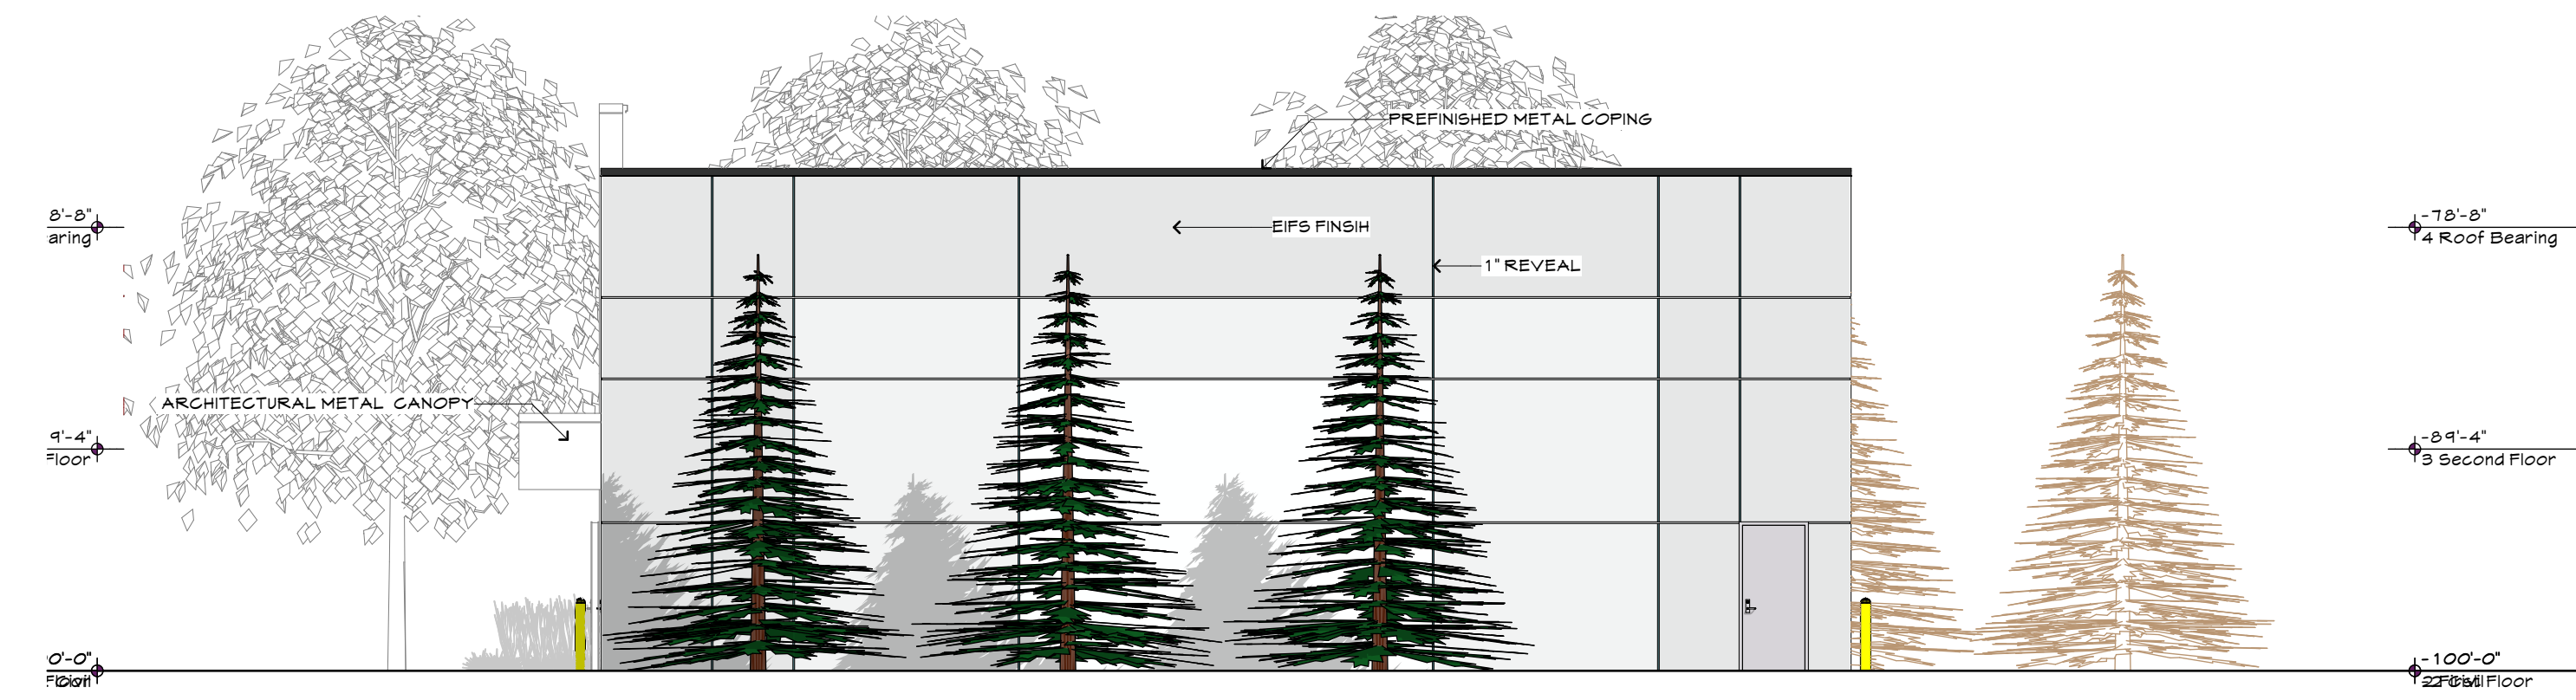 PREFINISHED METAL COPING
8'-8"
aring
EIFS FINSIH
-78'-8"
4 Roof Bearing
1" REVEAL
ARCHITECTURAL METAL CANOPY
9'-4"
Floor
-89'-4"
3 Second Floor
0'-0"
-100'-0"
Floor